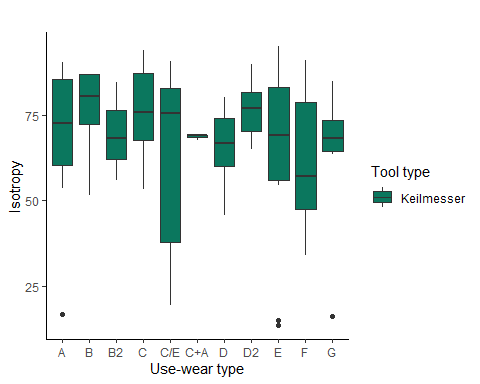 75
50
25
Isotropy
A B B2 C C/E C+A D D2 E F G
Use-wear type
Tool type
Keilmesser